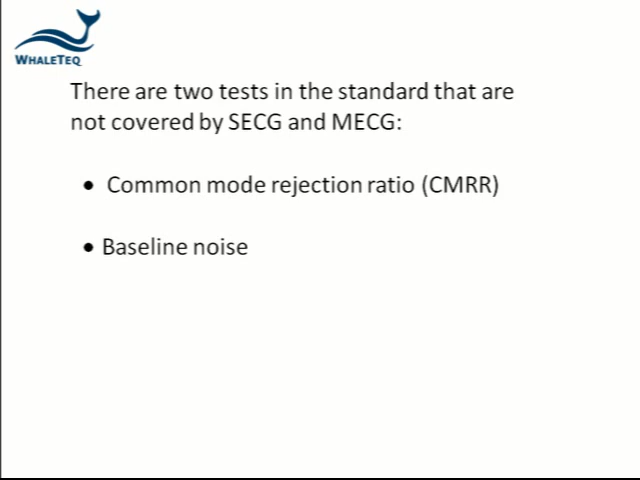 WHALETEQ
There are two tests in the standard that are
not covered by SECG and MECG:
• Common mode rejection ratio (CMRR)
• Baseline noise